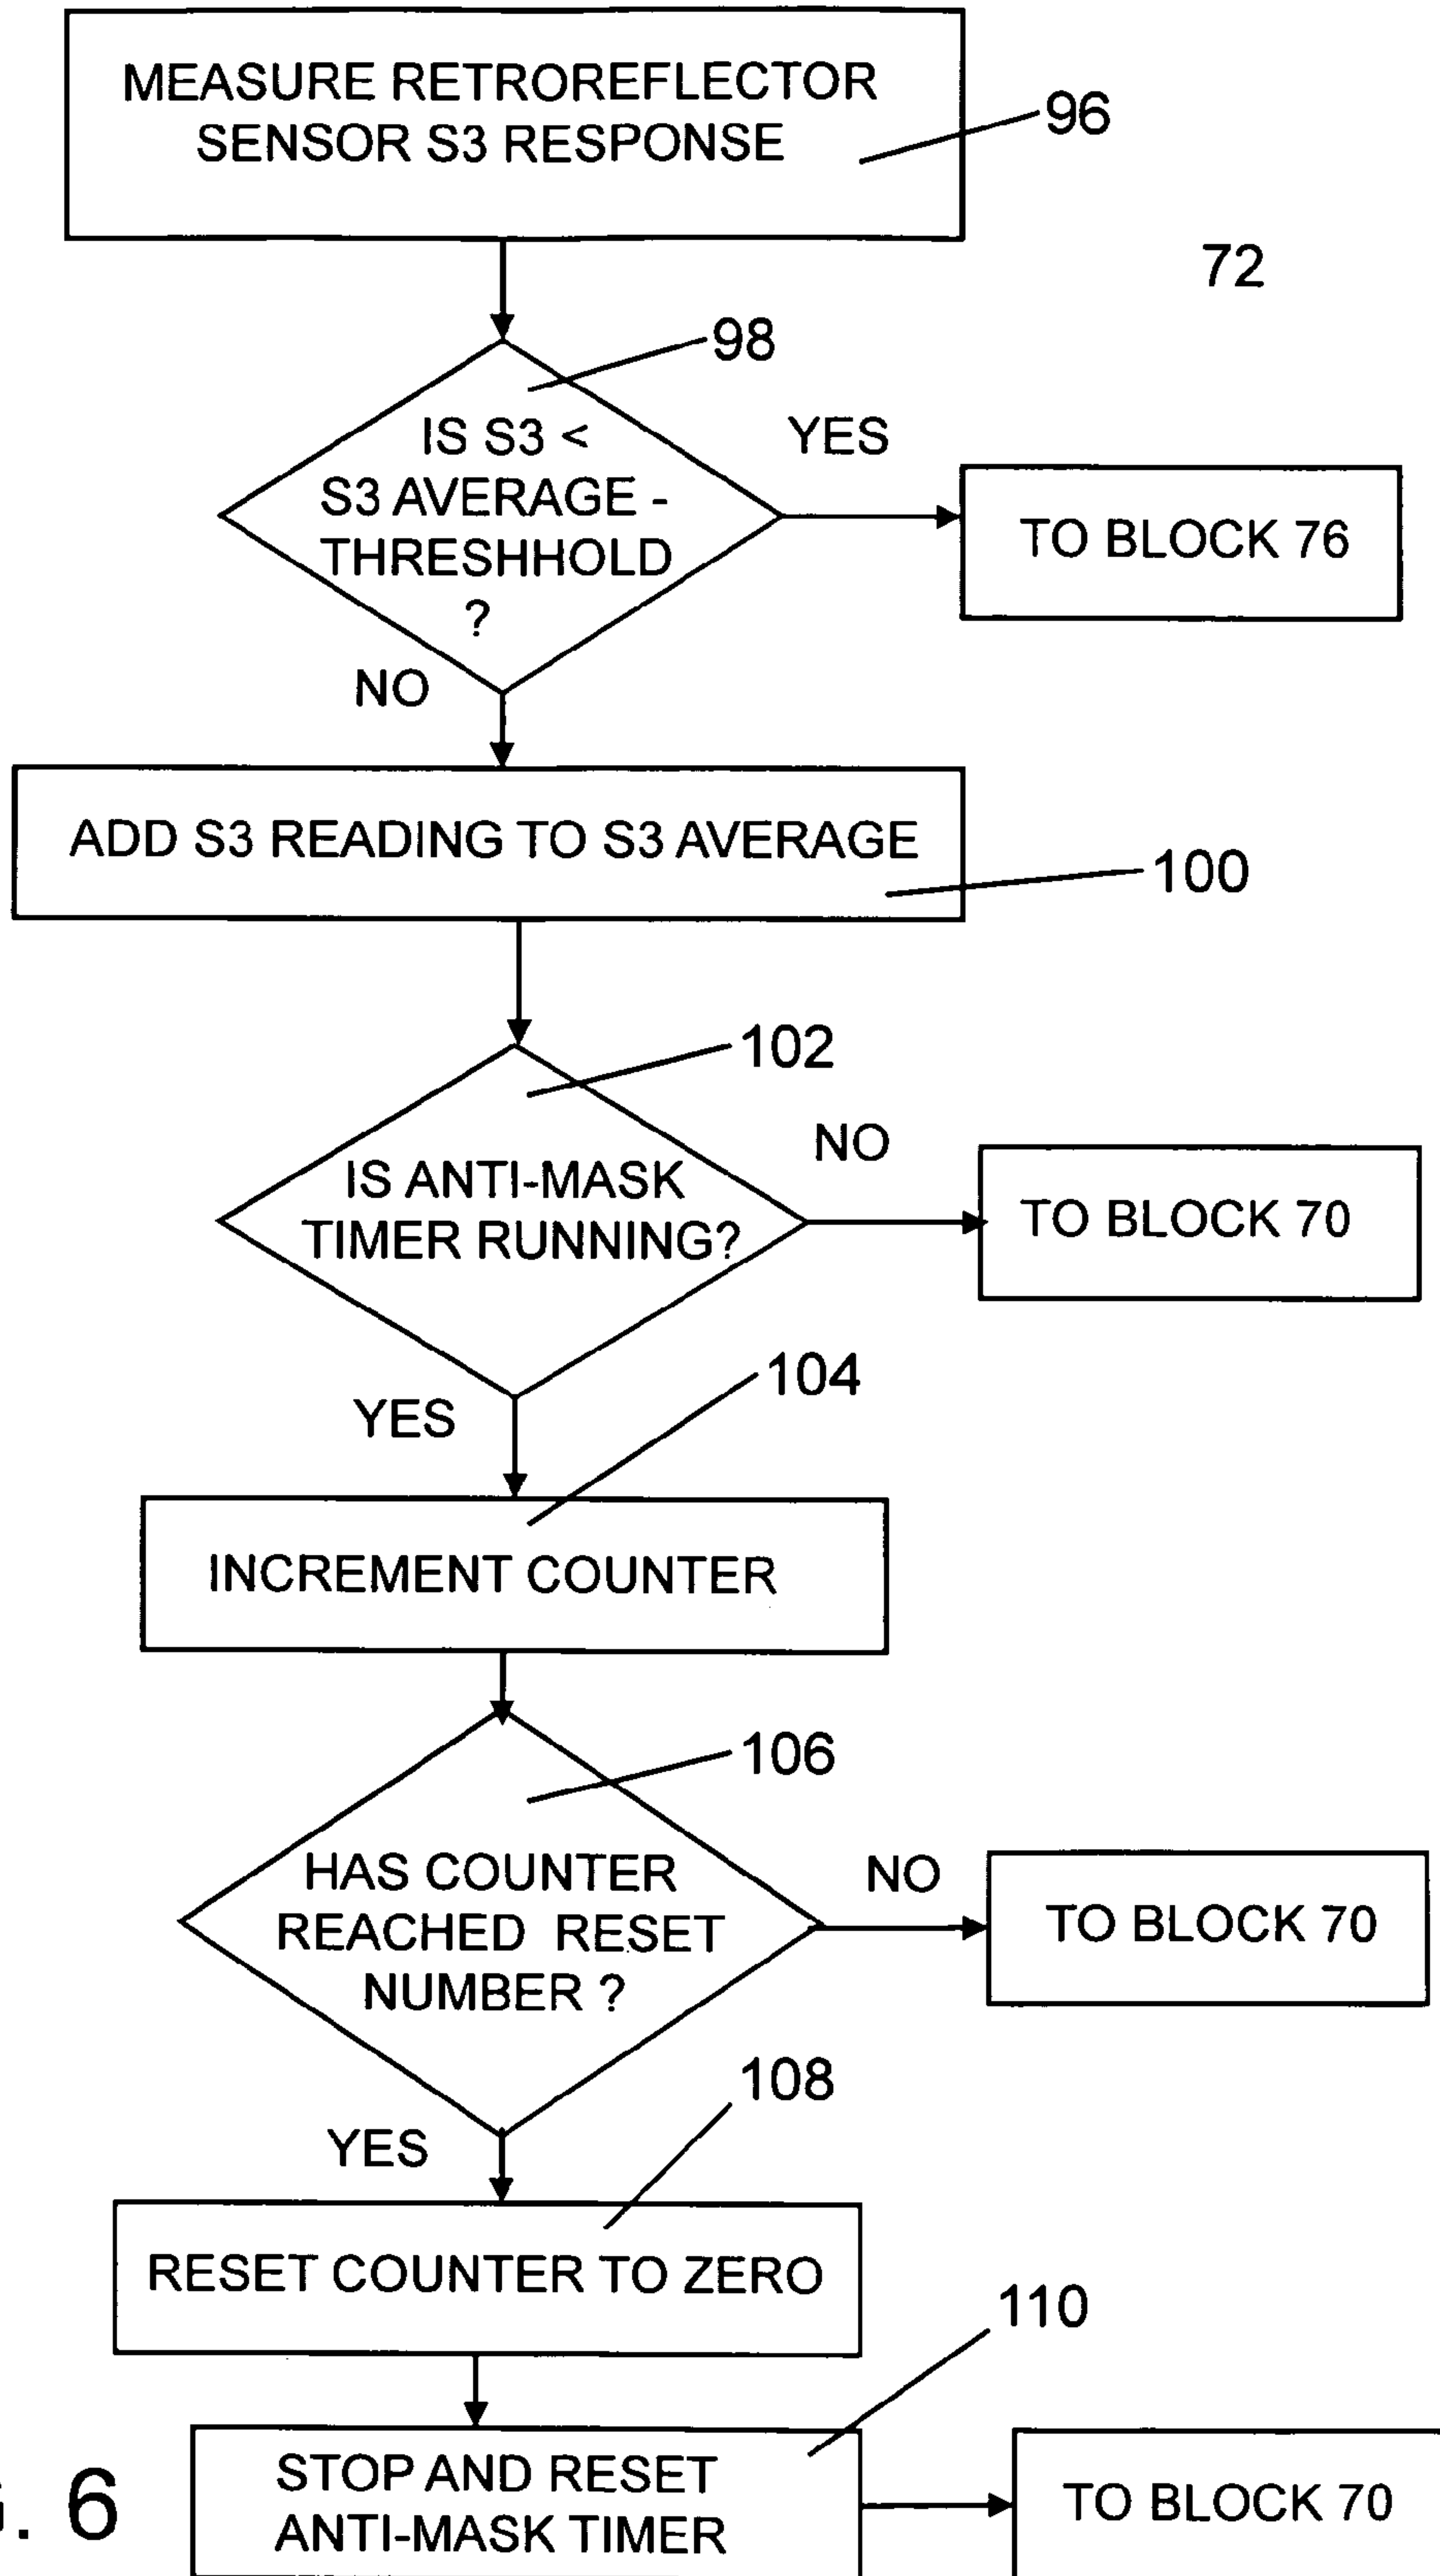 MEASURE RETROREFLECTOR
SENSOR S3 RESPONSE
96
72
98
IS S3 <
S3 AVERAGE -
THRESHHOLD
?
YES
TO BLOCK 76
NO
ADD S3 READING TO S3 AVERAGE
100
102
IS ANTI-MASK
TIMER RUNNING?
NO
TO BLOCK 70
YES
104
INCREMENT COUNTER
106
HAS COUNTER
REACHED RESET
NUMBER ?
NO
TO BLOCK 70
YES
108
RESET COUNTER TO ZERO
110
STOP AND RESET
ANTI-MASK TIMER
TO BLOCK 70
. 6